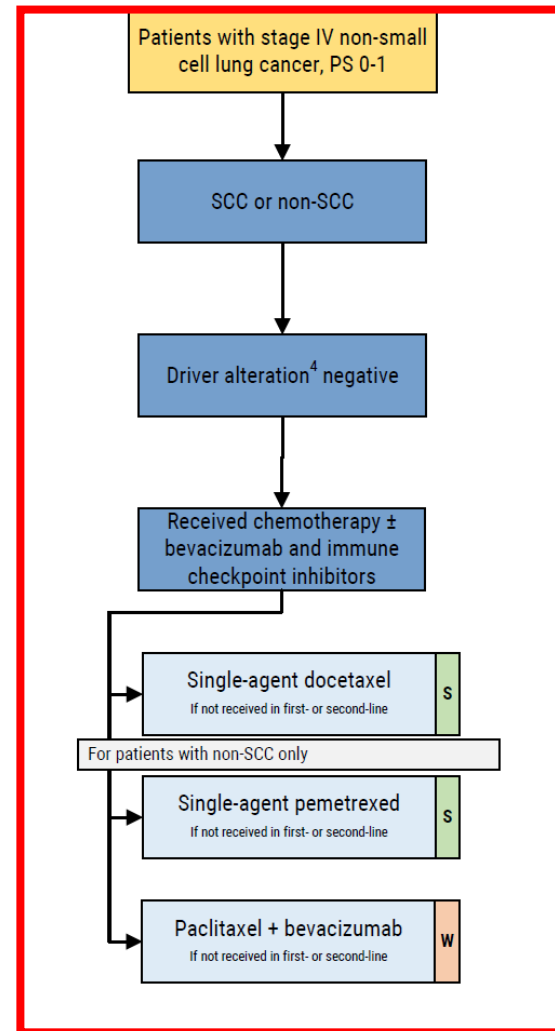 Patients with stage IV non-small
cell lung cancer, PS 0-1
SCC or non-SCC
Driver alteration⁴ negative
Received chemotherapy ±
bevacizumab and immune
checkpoint inhibitors
Single-agent docetaxel
If not received in first- or second-line
S
For patients with non-SCC only
Single-agent pemetrexed
If not received in first- or second-line
S
Paclitaxel + bevacizumab
If not received in first- or second-line
W